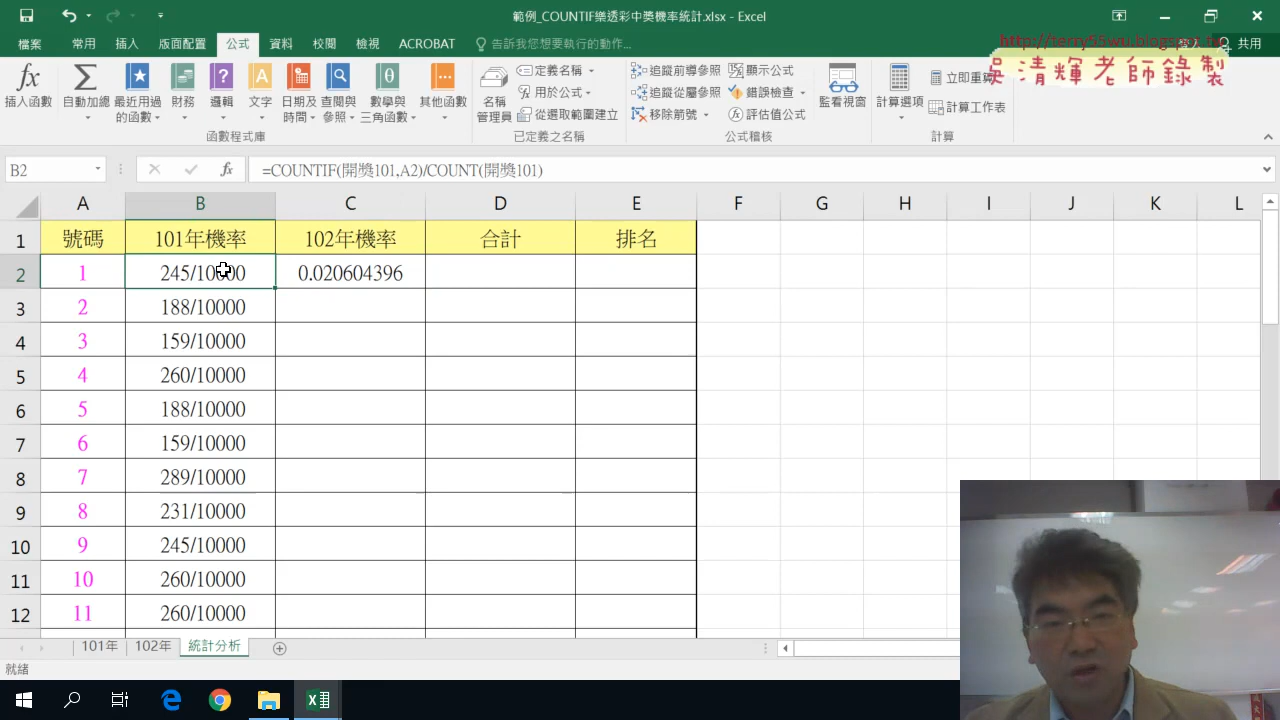 範例_COUNTIF樂透彩中獎機率統計.xlsx - Excel
檔案 常用 插入 版面配置 公式 資料 校閱 檢視 ACROBAT 告訴我您想要執行的動作... 共用
http://terry55wu.blogspot.tw
吳清輝老師錄製
插入函數 自動加總 最近用過的函數 財務 邏輯 文字 日期及時間 查閱與參照 數學與三角函數 其他函數
函數程式庫
名稱管理員 定義名稱 用於公式 從選取範圍建立
已定義之名稱
追蹤前導參照 追蹤從屬參照 移除箭號 顯示公式 錯誤檢查 評估值公式 監看視窗
公式稽核
計算選項 立即重算 計算工作表
計算
B2 fx =COUNTIF(開獎101,A2)/COUNT(開獎101)
A B C D E F G H I J K L
1 號碼 101年機率 102年機率 合計 排名
2 1 245/10000 0.020604396
3 2 188/10000
4 3 159/10000
5 4 260/10000
6 5 188/10000
7 6 159/10000
8 7 289/10000
9 8 231/10000
10 9 245/10000
11 10 260/10000
12 11 260/10000
101年 102年 統計分析
就緒